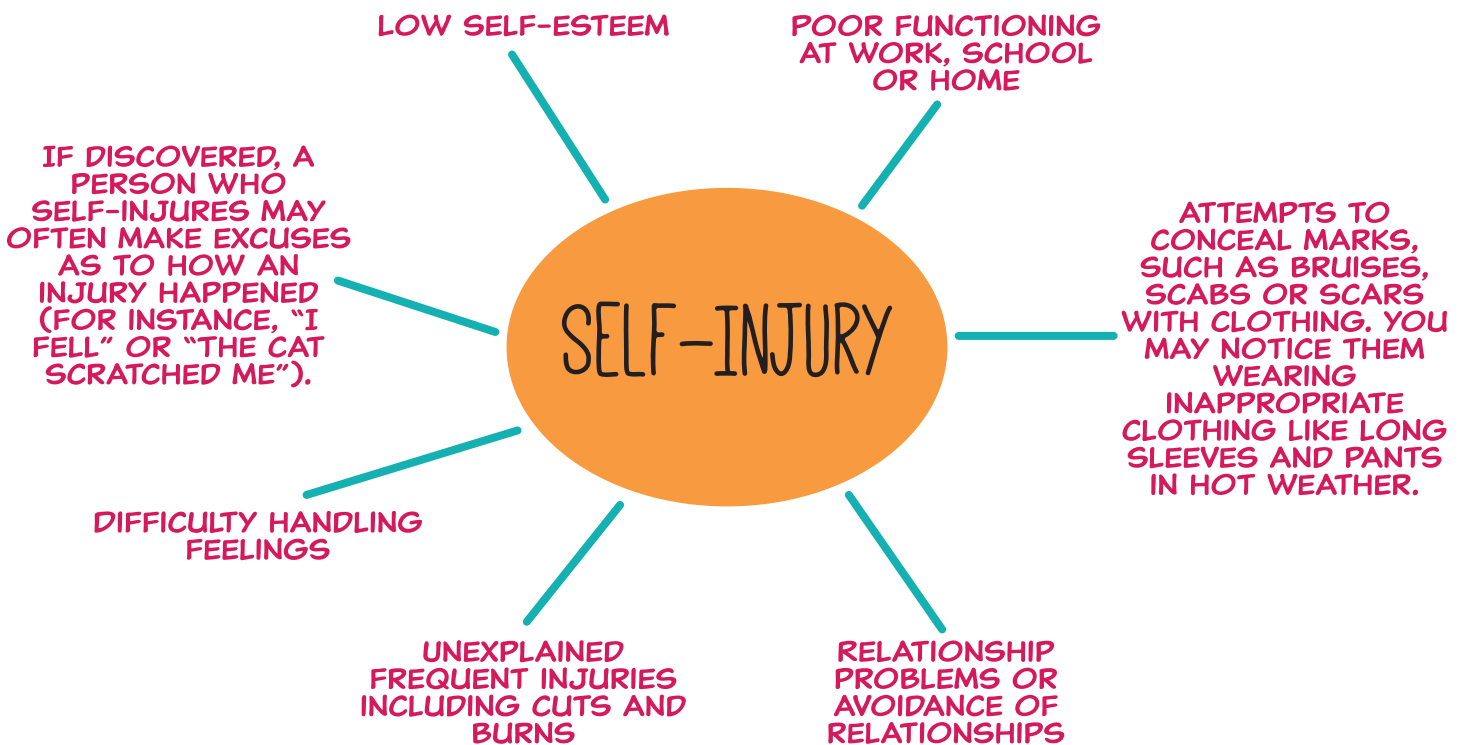 LOW SELF-ESTEEM
POOR FUNCTIONING
AT WORK, SCHOOL
OR HOME
IF DISCOVERED, A
PERSON WHO
SELF-INJURES MAY
OFTEN MAKE EXCUSES
AS TO HOW AN
INJURY HAPPENED
(FOR INSTANCE, “I
FELL” OR “THE CAT
SCRATCHED ME”).
SELF-INJURY
ATTEMPTS TO
CONCEAL MARKS,
SUCH AS BRUISES,
SCABS OR SCARS
WITH CLOTHING. YOU
MAY NOTICE THEM
WEARING
INAPPROPRIATE
CLOTHING LIKE LONG
SLEEVES AND PANTS
IN HOT WEATHER.
DIFFICULTY HANDLING
FEELINGS
UNEXPLAINED
FREQUENT INJURIES
INCLUDING CUTS AND
BURNS
RELATIONSHIP
PROBLEMS OR
AVOIDANCE OF
RELATIONSHIPS